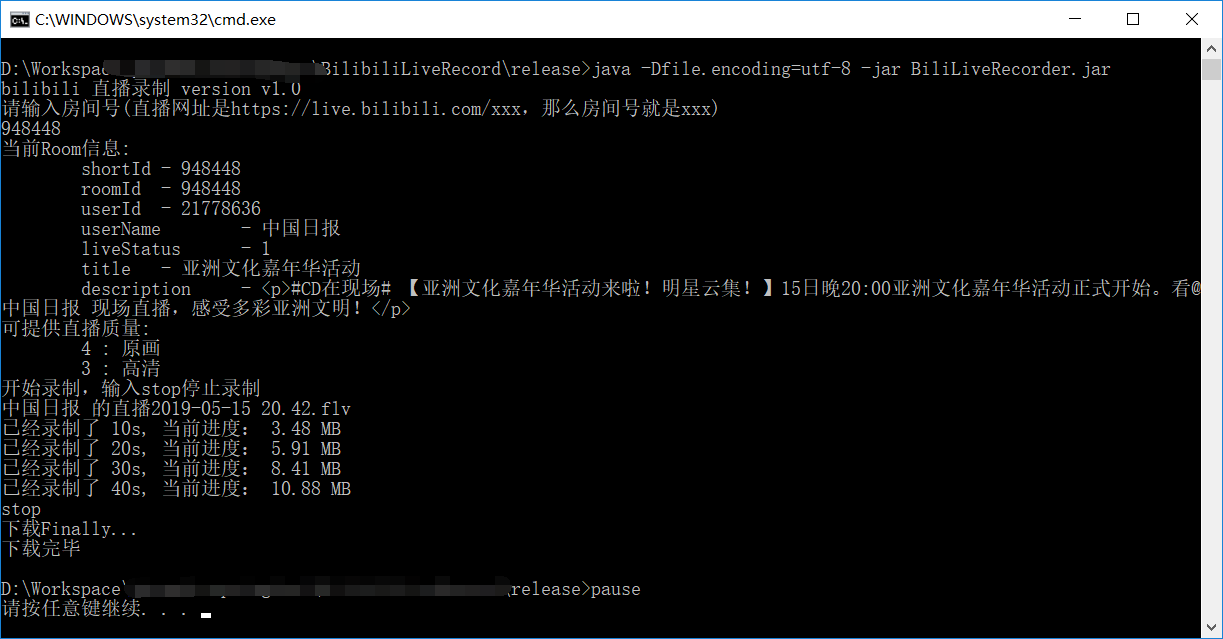 C:\WINDOWS\system32\cmd.exe
D:\Workspac \BilibiliLiveRecord\release>java -Dfile.encoding=utf-8 -jar BiliLiveRecorder.jar
bilibili 直播录制 version v1.0
请输入房间号(直播网址是https://live.bilibili.com/xxx，那么房间号就是xxx)
948448
当前Room信息:
shortId - 948448
roomId - 948448
userId - 21778636
userName - 中国日报
liveStatus - 1
title - 亚洲文化嘉年华活动
description - <p>#CD在现场# 【亚洲文化嘉年华活动来啦！明星云集！】15日晚20:00亚洲文化嘉年华活动正式开始。看@
中国日报 现场直播，感受多彩亚洲文明！</p>
可提供直播质量:
4 : 原画
3 : 高清
开始录制，输入stop停止录制
中国日报 的直播2019-05-15 20.42.flv
已经录制了 10s, 当前进度： 3.48 MB
已经录制了 20s, 当前进度： 5.91 MB
已经录制了 30s, 当前进度： 8.41 MB
已经录制了 40s, 当前进度： 10.88 MB
stop
下载Finally...
下载完毕
D:\Workspace\ \release>pause
请按任意键继续. . .